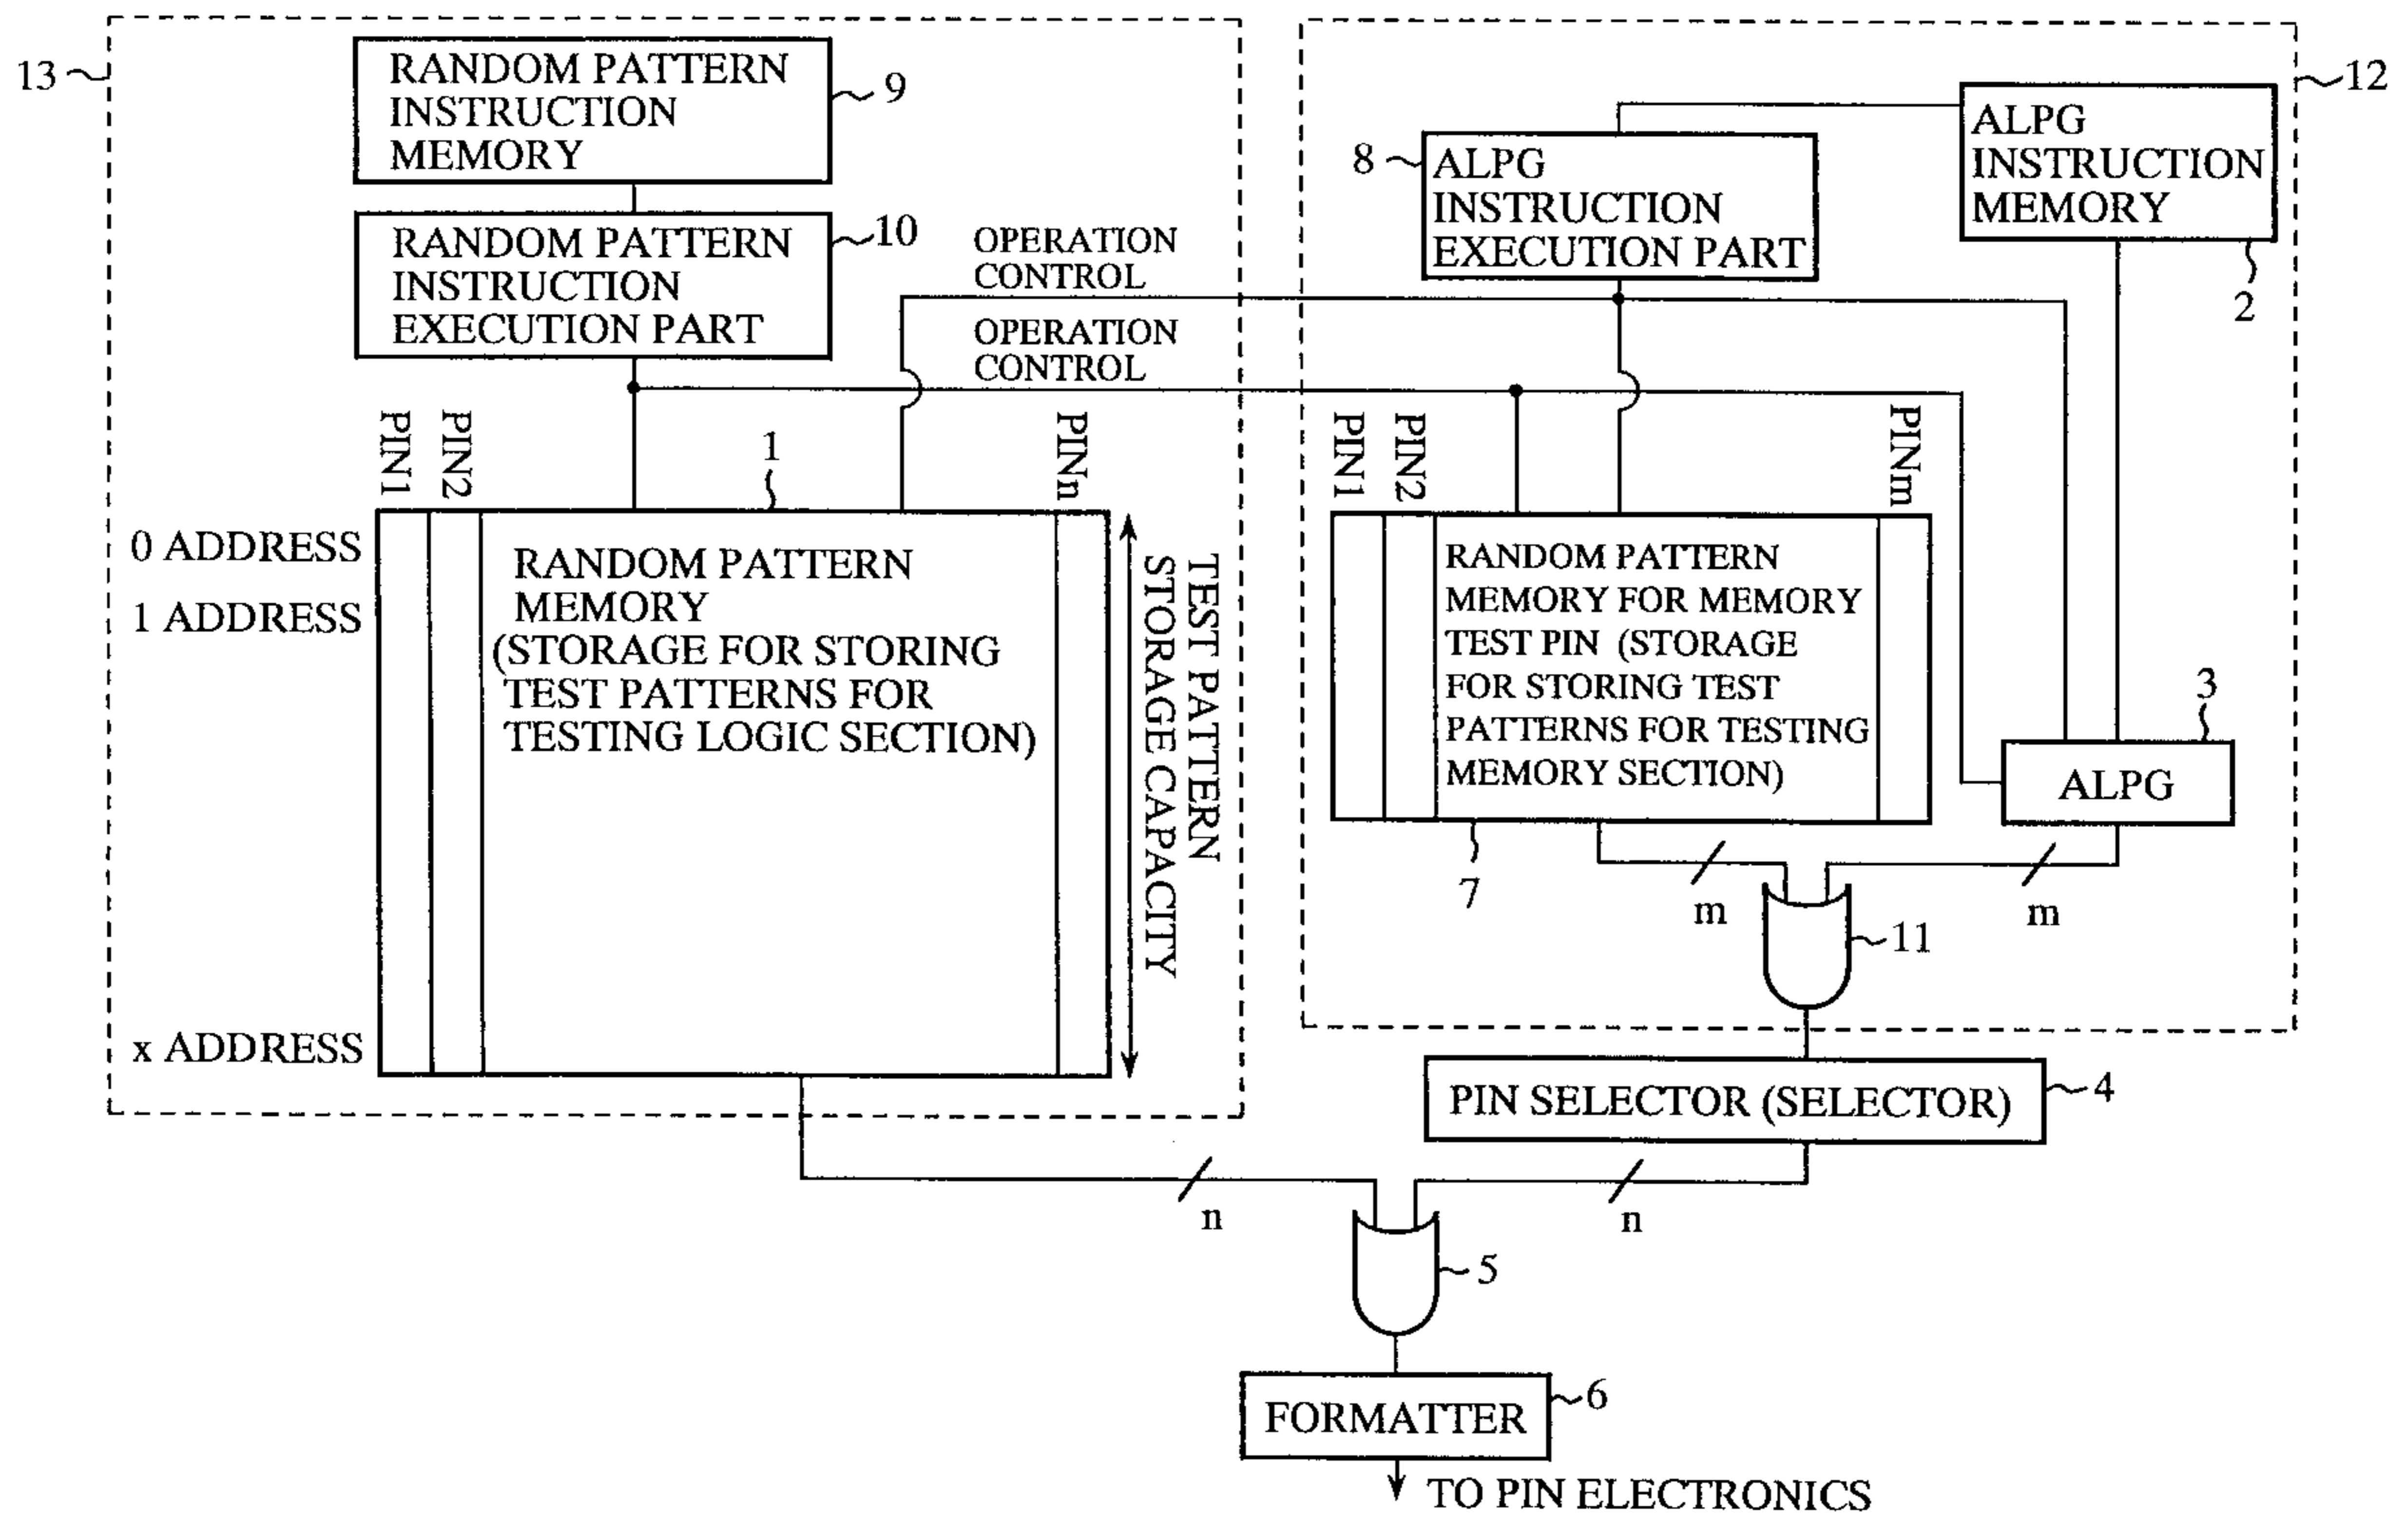 13
RANDOM PATTERN
INSTRUCTION
MEMORY
9
RANDOM PATTERN
INSTRUCTION
EXECUTION PART
10
OPERATION
CONTROL
OPERATION
CONTROL
PIN1
PIN2
1
PINn
0 ADDRESS
1 ADDRESS
x ADDRESS
RANDOM PATTERN
MEMORY
(STORAGE FOR STORING
TEST PATTERNS FOR
TESTING LOGIC SECTION)
TEST PATTERN
STORAGE CAPACITY
12
8
ALPG
INSTRUCTION
EXECUTION PART
ALPG
INSTRUCTION
MEMORY
2
PIN1
PIN2
PINm
RANDOM PATTERN
MEMORY FOR MEMORY
TEST PIN (STORAGE
FOR STORING TEST
PATTERNS FOR TESTING
MEMORY SECTION)
7
3
ALPG
m
m
11
PIN SELECTOR (SELECTOR)
4
n
n
5
FORMATTER
6
TO PIN ELECTRONICS